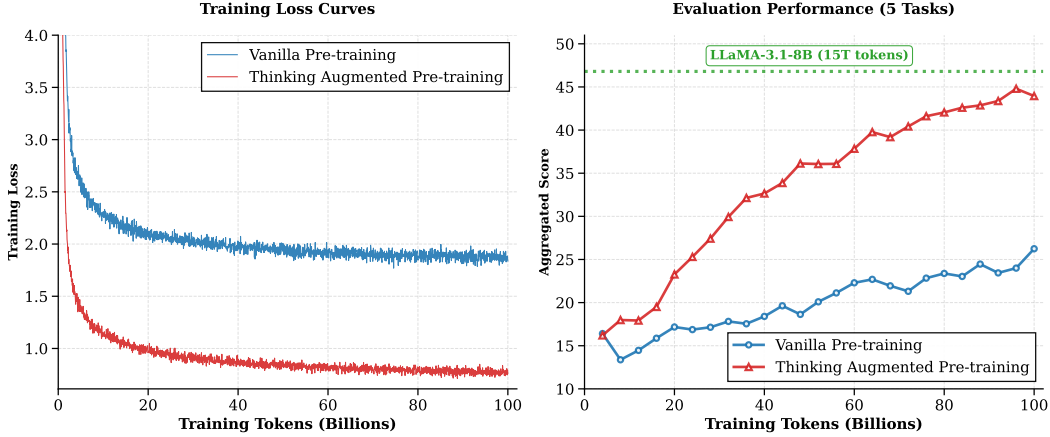 Training Loss Curves
4.0
3.5
3.0
2.5
2.0
1.5
1.0
Training Loss
Vanilla Pre-training
Thinking Augmented Pre-training
0
20
40
60
80
100
Training Tokens (Billions)
Evaluation Performance (5 Tasks)
50
45
40
35
30
25
20
15
10
Aggregated Score
LLaMA-3.1-8B (15T tokens)
Vanilla Pre-training
Thinking Augmented Pre-training
0
20
40
60
80
100
Training Tokens (Billions)